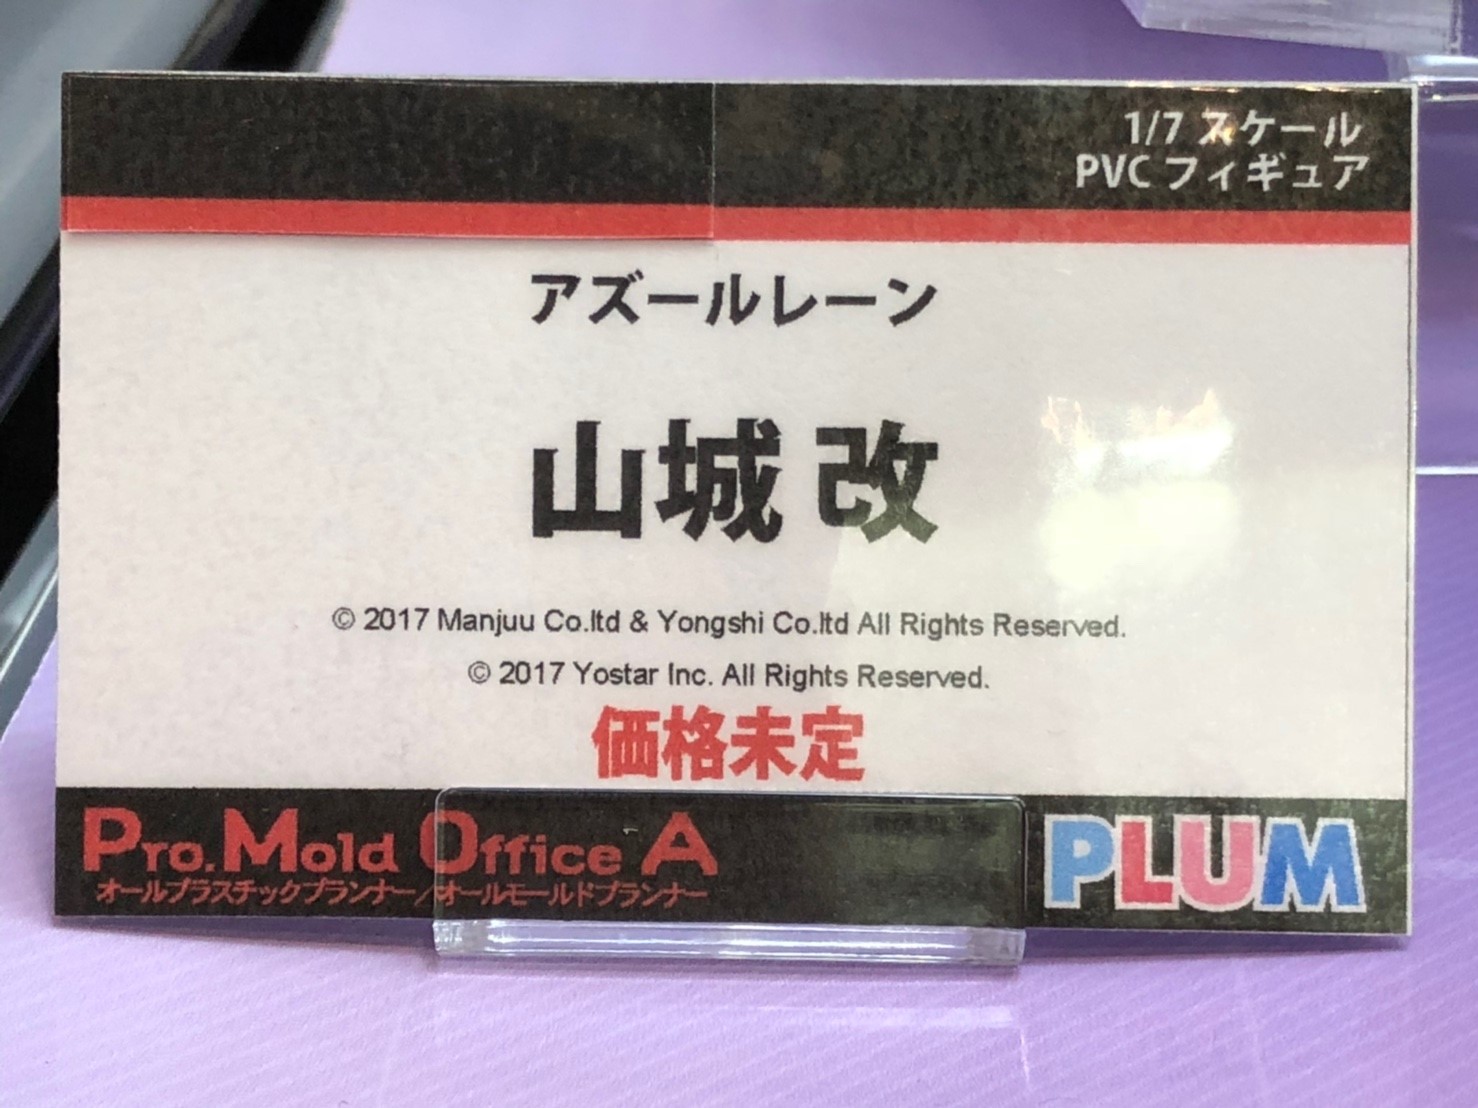 1/7 スケール
PVC フィギュア
アズールレーン
山城 改
© 2017 Manjuu Co.ltd & Yongshi Co.ltd All Rights Reserved.
© 2017 Yostar Inc. All Rights Reserved.
価格未定
Pro.Mold Office A
オールプラスチックプランナー／オールモールドプランナー
PLUM